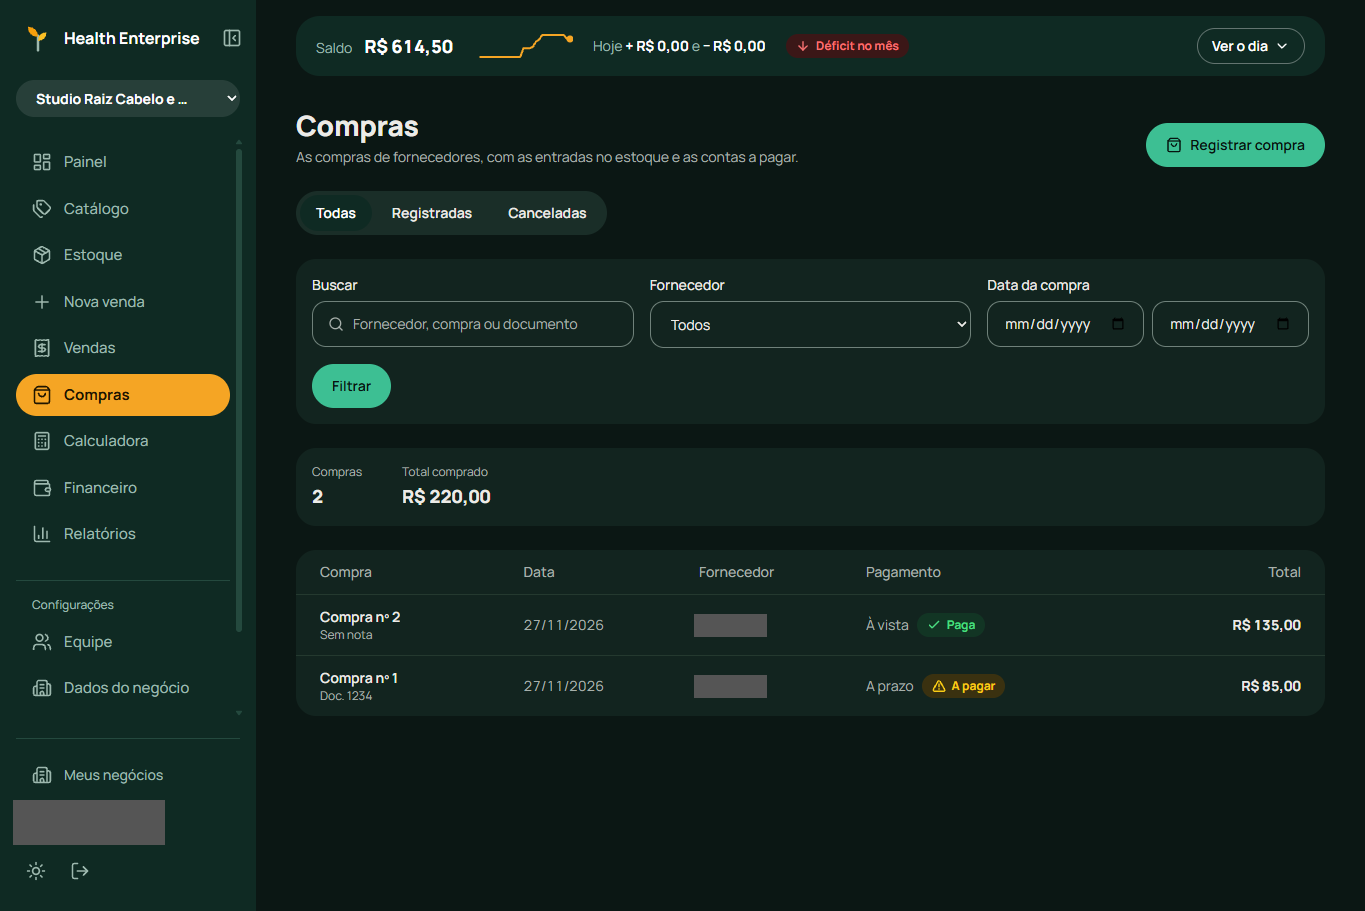 Health Enterprise
Studio Raiz Cabelo e ...
Painel
Catálogo
Estoque
Nova venda
Vendas
Compras
Calculadora
Financeiro
Relatórios
Configurações
Equipe
Dados do negócio
Meus negócios
Saldo R$ 614,50 Hoje + R$ 0,00 e − R$ 0,00 Déficit no mês Ver o dia
Compras
As compras de fornecedores, com as entradas no estoque e as contas a pagar.
Registrar compra
Todas Registradas Canceladas
Buscar Fornecedor Data da compra
Fornecedor, compra ou documento Todos mm/dd/yyyy mm/dd/yyyy
Filtrar
Compras Total comprado
2 R$ 220,00
Compra Data Fornecedor Pagamento Total
Compra nº 2 27/11/2026 À vista Paga R$ 135,00
Sem nota
Compra nº 1 27/11/2026 A prazo A pagar R$ 85,00
Doc. 1234